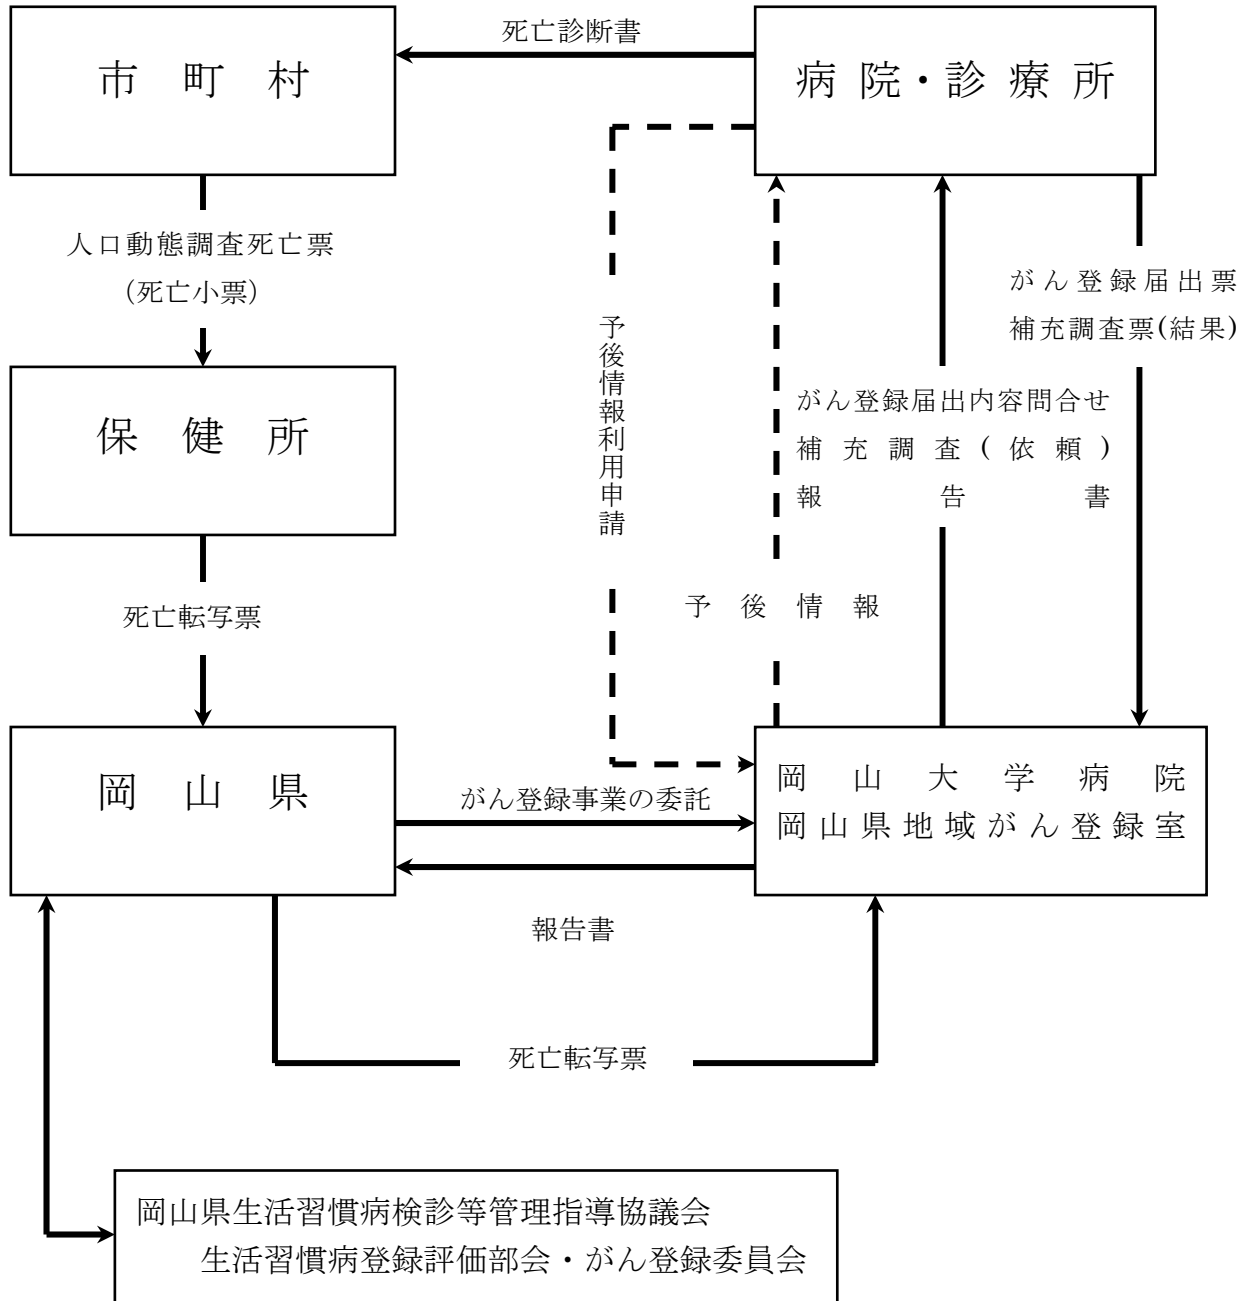 死亡診断書
市町村
病院・診療所
人口動態調査死亡票
(死亡小票)
がん登録届出票
補充調査票(結果)
予後情報利用申請
保健所
がん登録届出内容問合せ
補充調査(依頼)
報告書
死亡転写票
予後情報
岡山県
がん登録事業の委託
岡山大学病院
岡山県地域がん登録室
報告書
死亡転写票
岡山県生活習慣病検診等管理指導協議会
生活習慣病登録評価部会・がん登録委員会